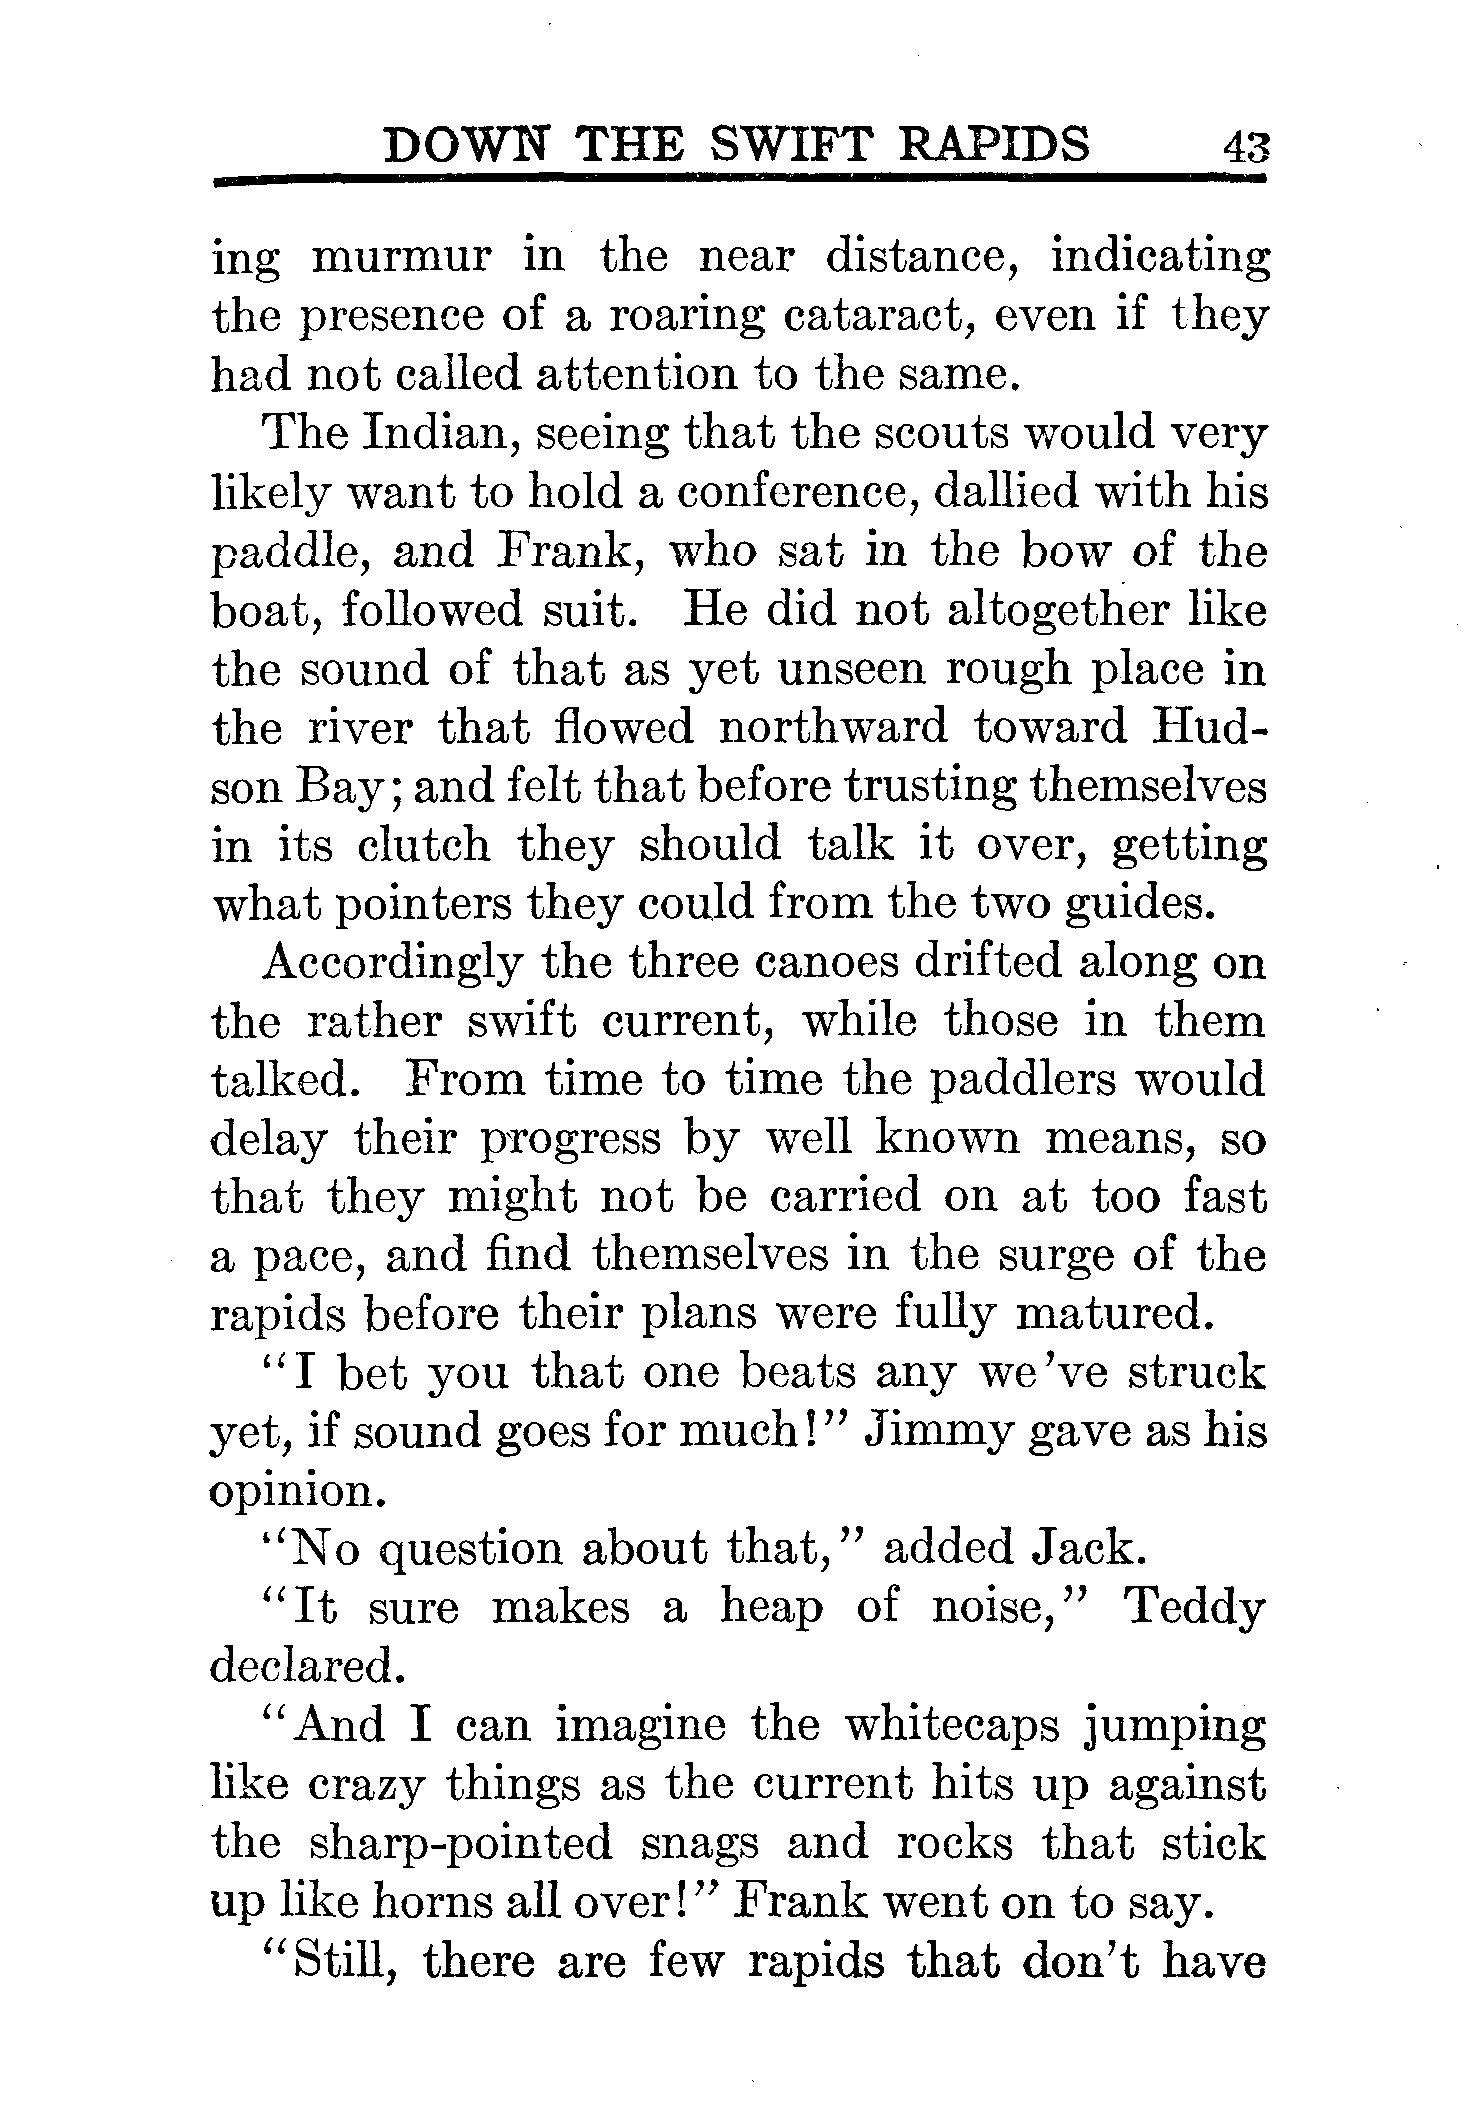 DOWN THE SWIFT RAPIDS 43
ing murmur in the near distance, indicating
the presence of a roaring cataract, even if they
had not called attention to the same.
The Indian, seeing that the scouts would very
likely want to hold a conference, dallied with his
paddle, and Frank, who sat in the bow of the
boat, followed suit. He did not altogether like
the sound of that as yet unseen rough place in
the river that flowed northward toward Hud-
son Bay; and felt that before trusting themselves
in its clutch they should talk it over, getting
what pointers they could from the two guides.
Accordingly the three canoes drifted along on
the rather swift current, while those in them
talked. From time to time the paddlers would
delay their progress by well known means, so
that they might not be carried on at too fast
a pace, and find themselves in the surge of the
rapids before their plans were fully matured.
"I bet you that one beats any we've struck
yet, if sound goes for much!" Jimmy gave as his
opinion.
"No question about that," added Jack.
"It sure makes a heap of noise," Teddy
declared.
"And I can imagine the whitecaps jumping
like crazy things as the current hits up against
the sharp-pointed snags and rocks that stick
up like horns all over!" Frank went on to say.
"Still, there are few rapids that don't have